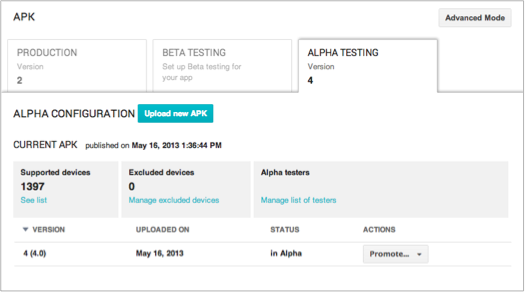 APK
Advanced Mode
PRODUCTION
Version
2
BETA TESTING
Set up Beta testing for
your app
ALPHA TESTING
Version
4
ALPHA CONFIGURATION
Upload new APK
CURRENT APK published on May 16, 2013 1:36:44 PM
Supported devices
1397
See list
Excluded devices
0
Manage excluded devices
Alpha testers
Manage list of testers
VERSION UPLOADED ON STATUS ACTIONS
4 (4.0) May 16, 2013 in Alpha Promote...